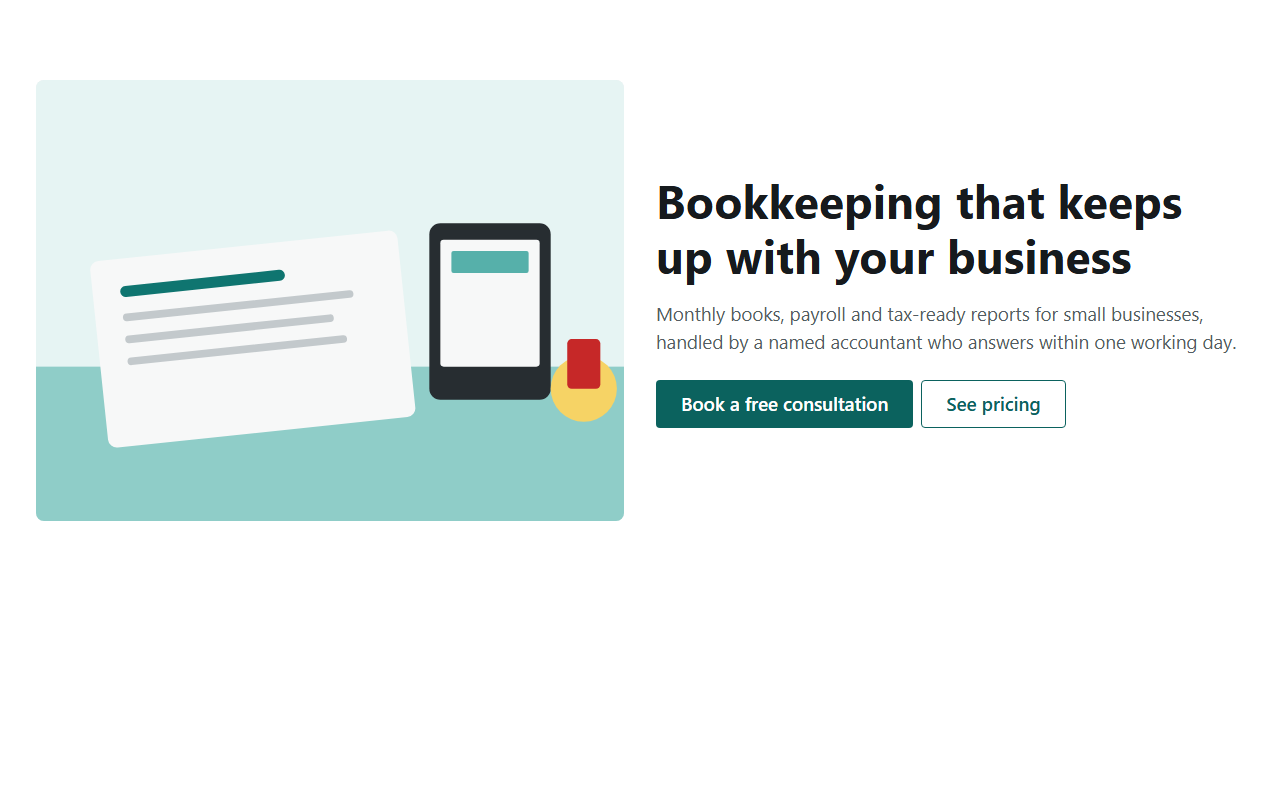 Bookkeeping that keeps
up with your business
Monthly books, payroll and tax-ready reports for small businesses,
handled by a named accountant who answers within one working day.
Book a free consultation
See pricing